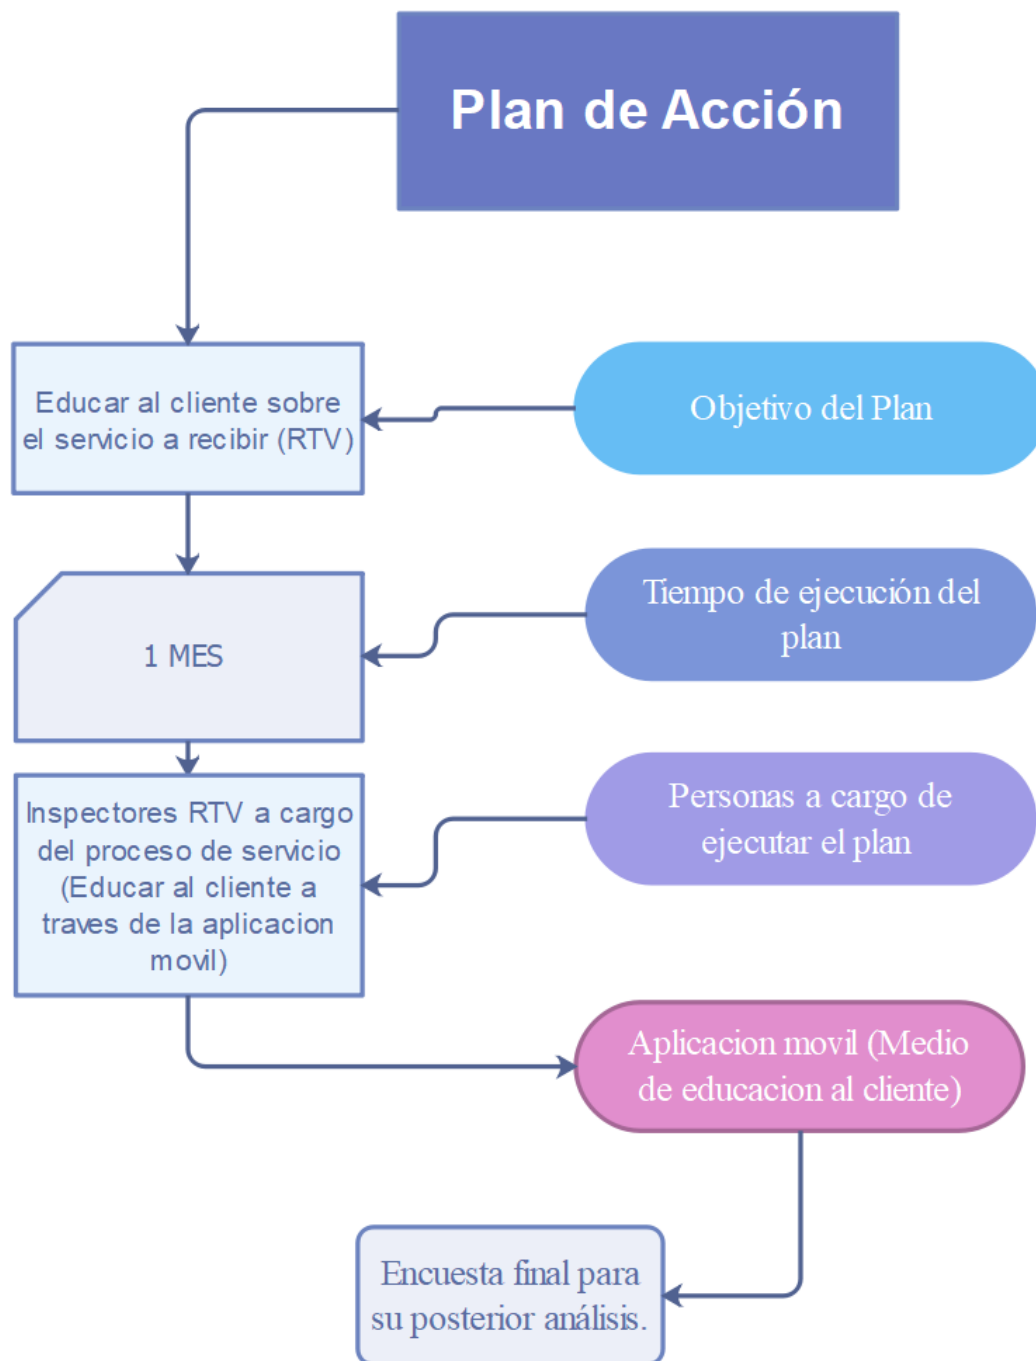 Plan de Acción
Educar al cliente sobre
el servicio a recibir (RTV)
Objetivo del Plan
1 MES
Tiempo de ejecución del
plan
Inspectores RTV a cargo
del proceso de servicio
(Educar al cliente a
traves de la aplicacion
movil)
Personas a cargo de
ejecutar el plan
Aplicacion movil (Medio
de educacion al cliente)
Encuesta final para
su posterior análisis.